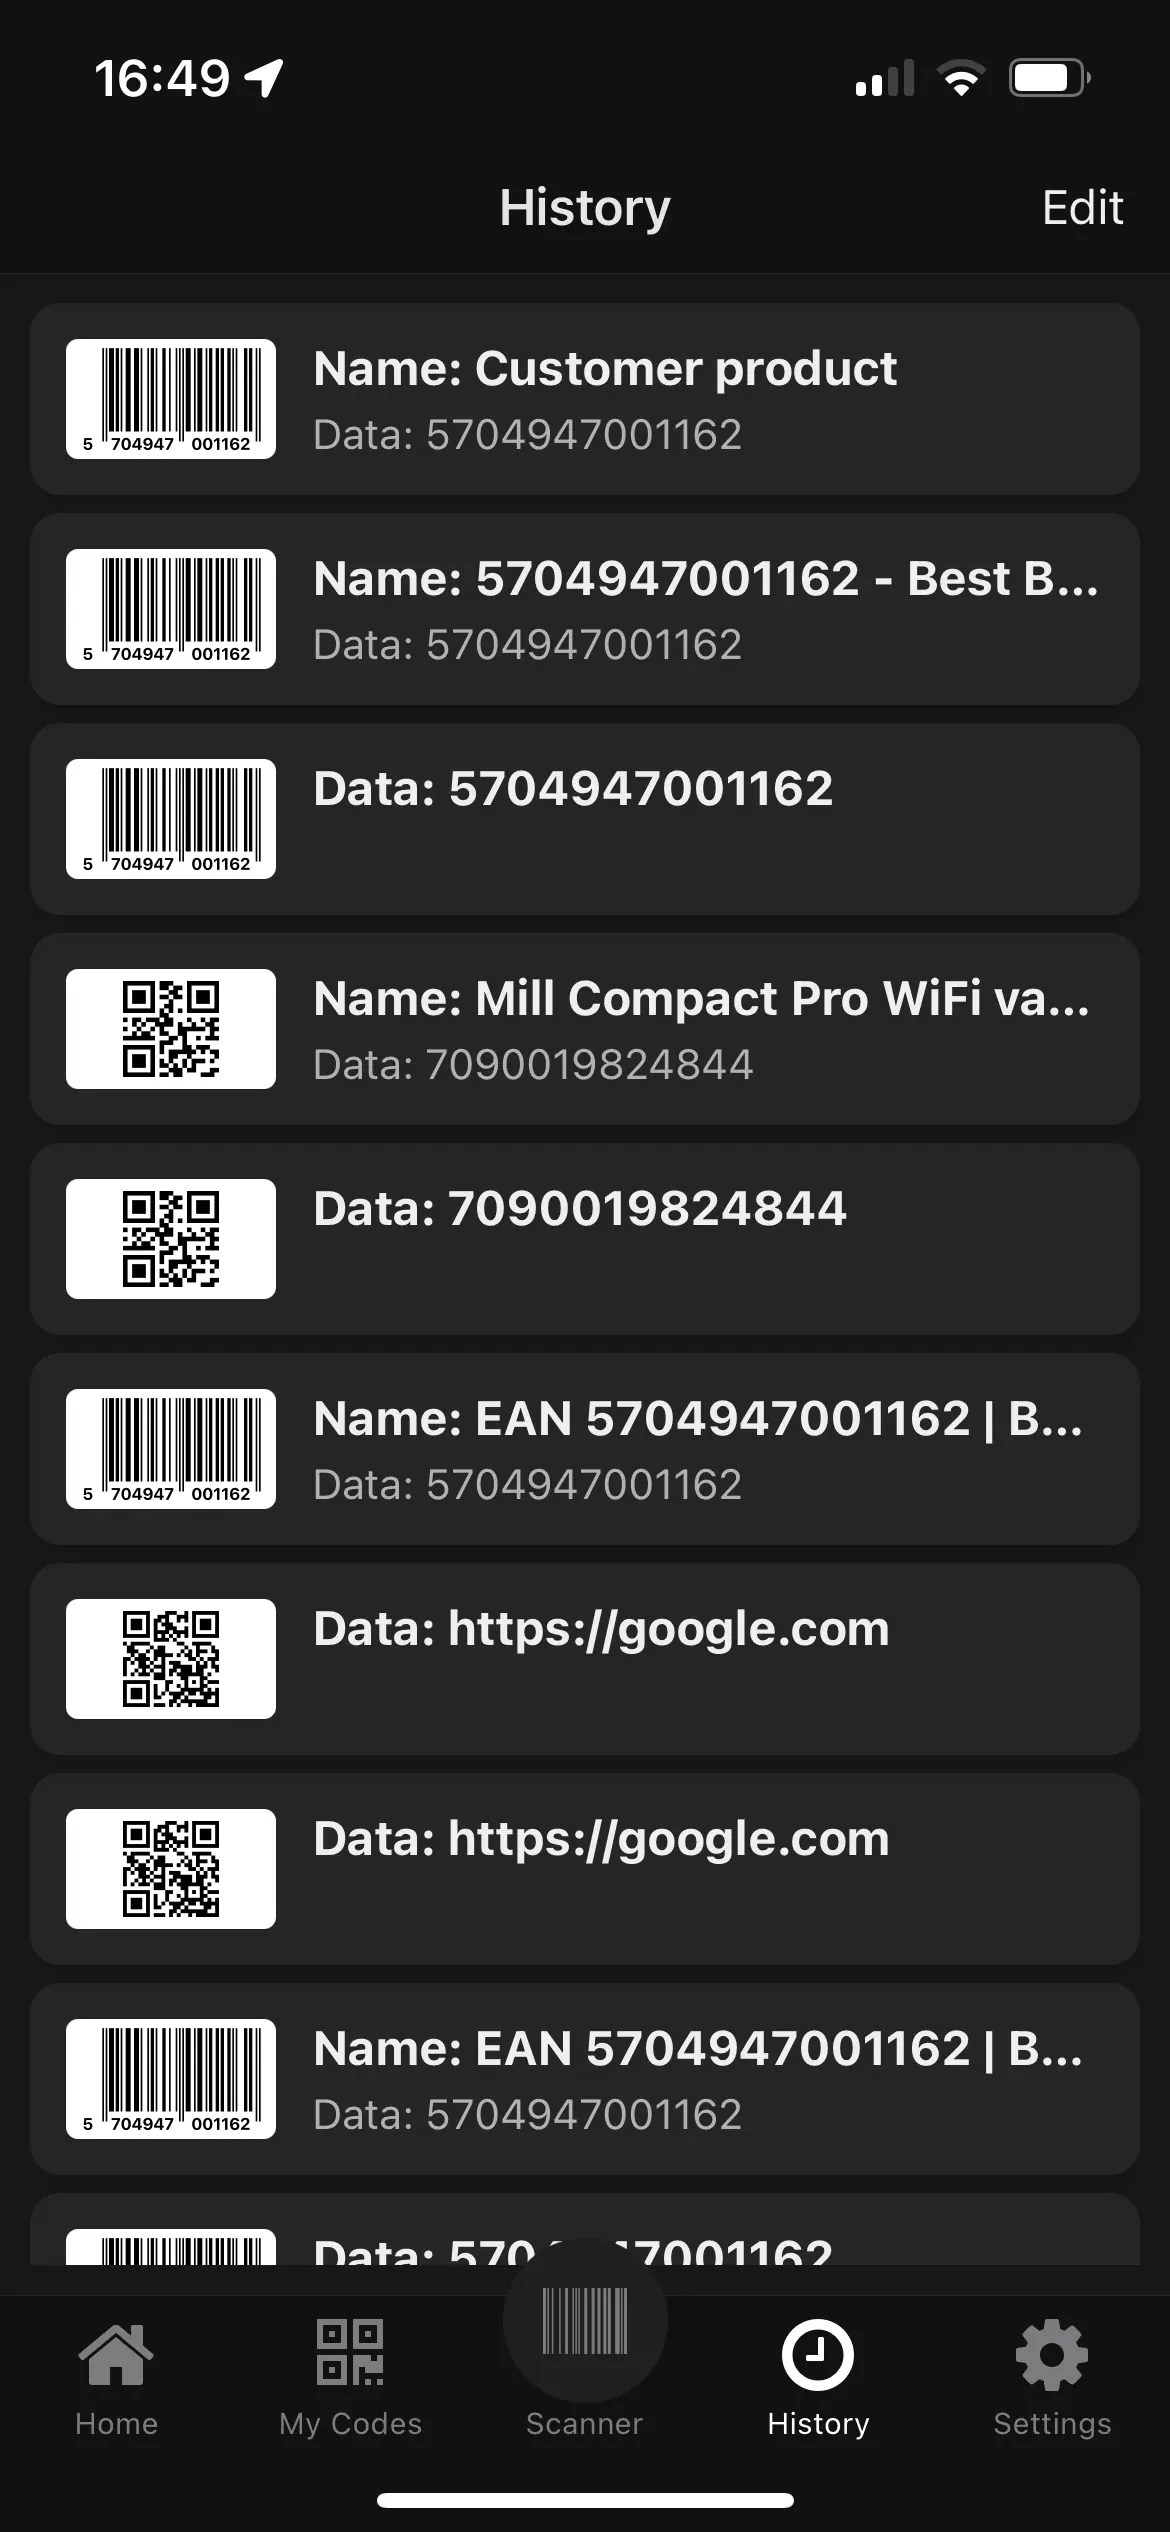 16:49
History
Edit
Name: Customer product
Data: 5704947001162
5 704947 001162
Name: 5704947001162 - Best B...
Data: 5704947001162
5 704947 001162
Data: 5704947001162
5 704947 001162
Name: Mill Compact Pro WiFi va...
Data: 7090019824844
Data: 7090019824844
Name: EAN 5704947001162 | B...
Data: 5704947001162
5 704947 001162
Data: https://google.com
Data: https://google.com
Name: EAN 5704947001162 | B...
Data: 5704947001162
5 704947 001162
Data:
Home
My Codes
Scanner
History
Settings